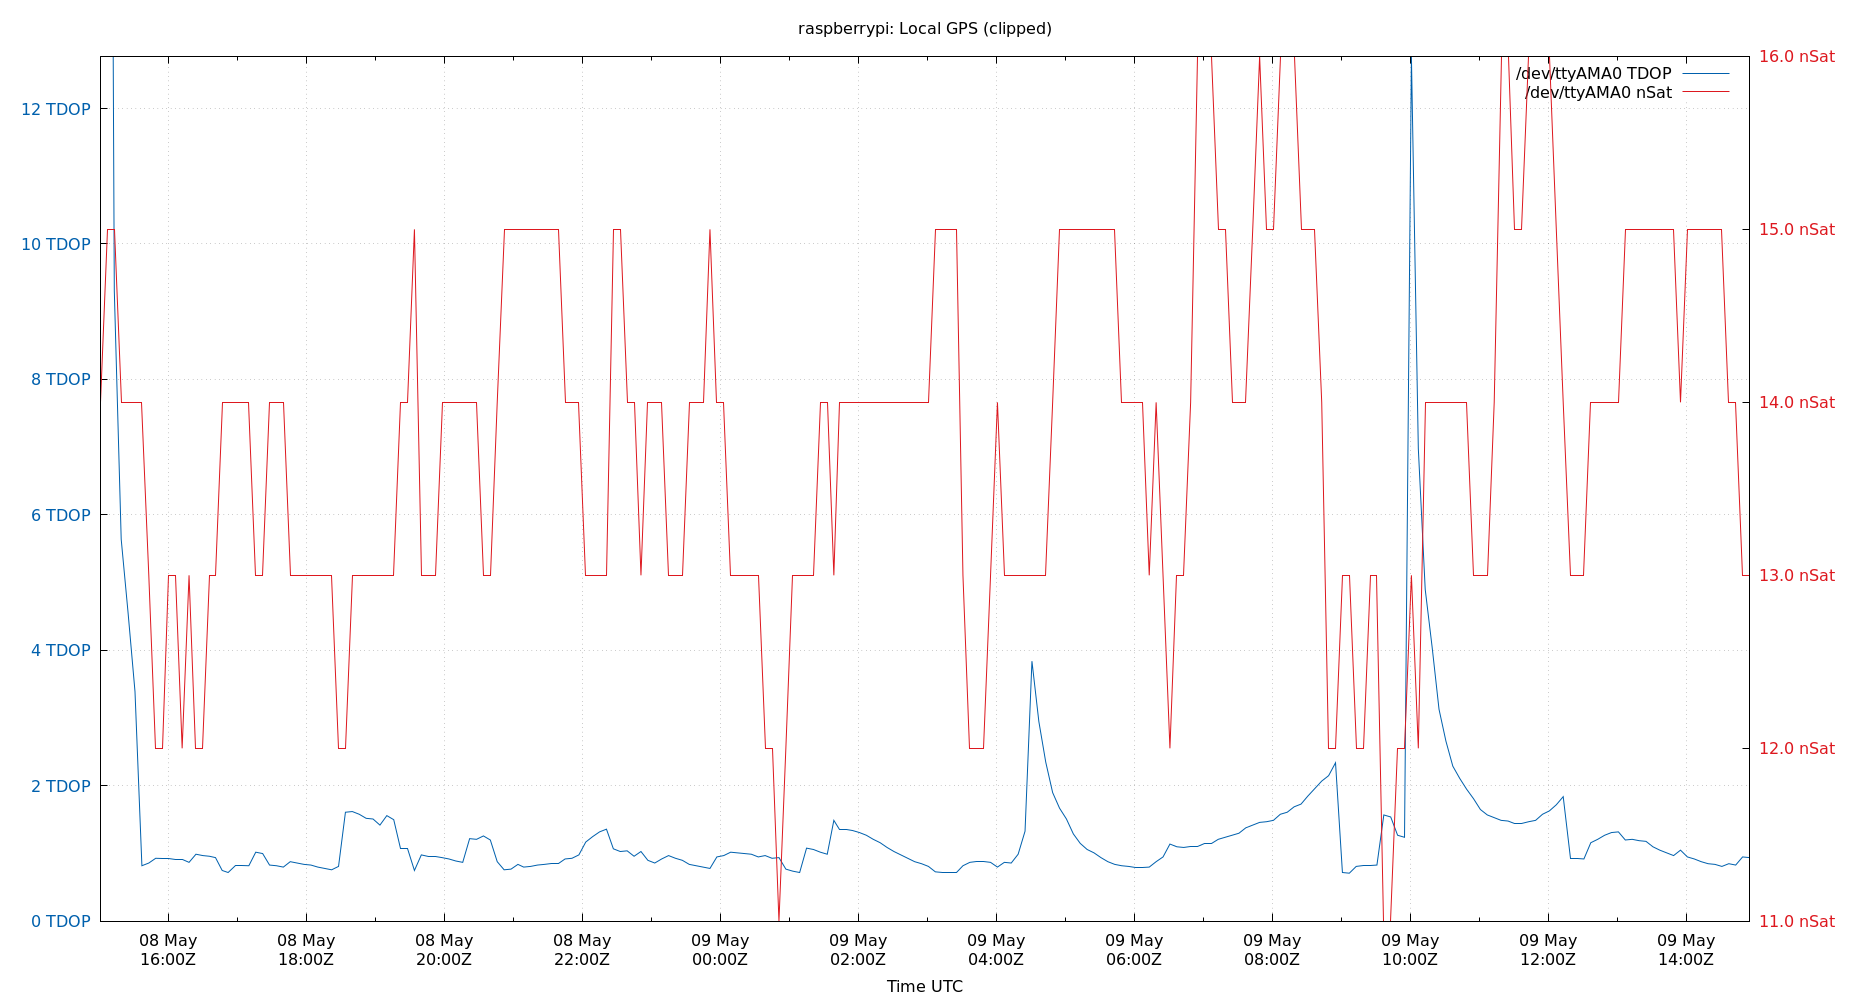 raspberrypi: Local GPS (clipped)
16.0 nSat
/dev/ttyAMA0 TDOP
/dev/ttyAMA0 nSat
12 TDOP
15.0 nSat
10 TDOP
8 TDOP
14.0 nSat
6 TDOP
13.0 nSat
4 TDOP
12.0 nSat
2 TDOP
0 TDOP
11.0 nSat
08 May 08 May 08 May 08 May 09 May 09 May 09 May 09 May 09 May 09 May 09 May 09 May
16:00Z 18:00Z 20:00Z 22:00Z 00:00Z 02:00Z 04:00Z 06:00Z 08:00Z 10:00Z 12:00Z 14:00Z
Time UTC